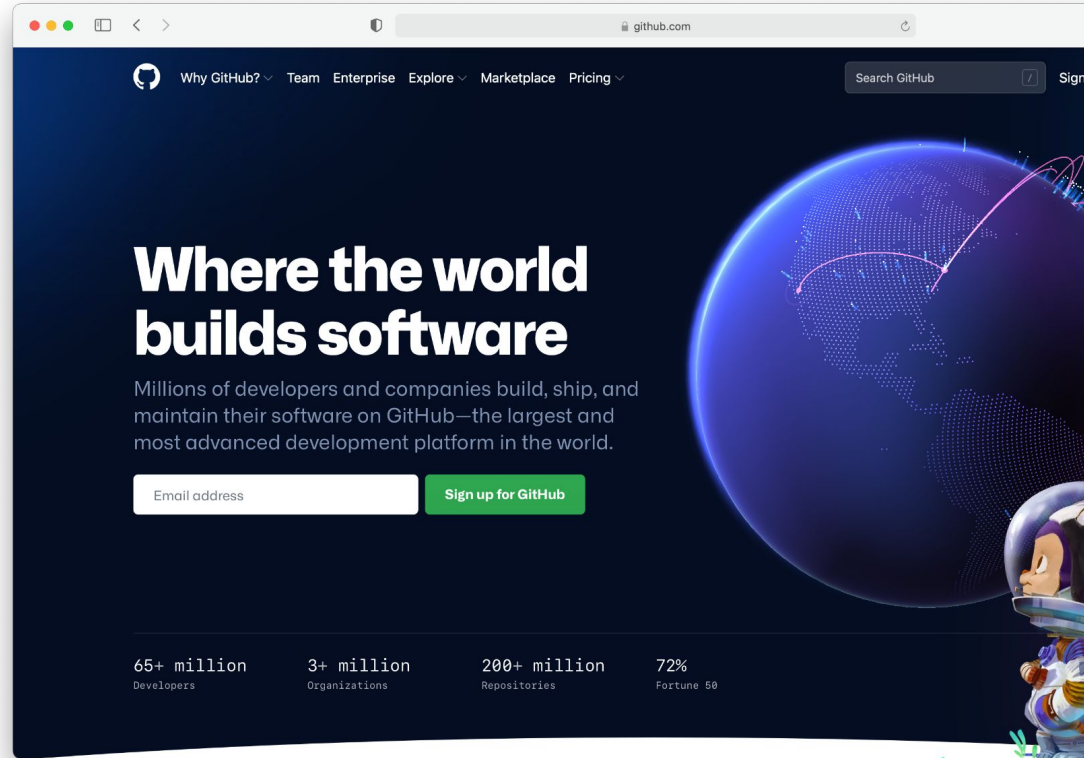 github.com
Why GitHub? Team Enterprise Explore Marketplace Pricing
Search GitHub /
Sign
Where the world
builds software
Millions of developers and companies build, ship, and
maintain their software on GitHub—the largest and
most advanced development platform in the world.
Email address
Sign up for GitHub
65+ million 3+ million 200+ million 72%
Developers Organizations Repositories Fortune 50